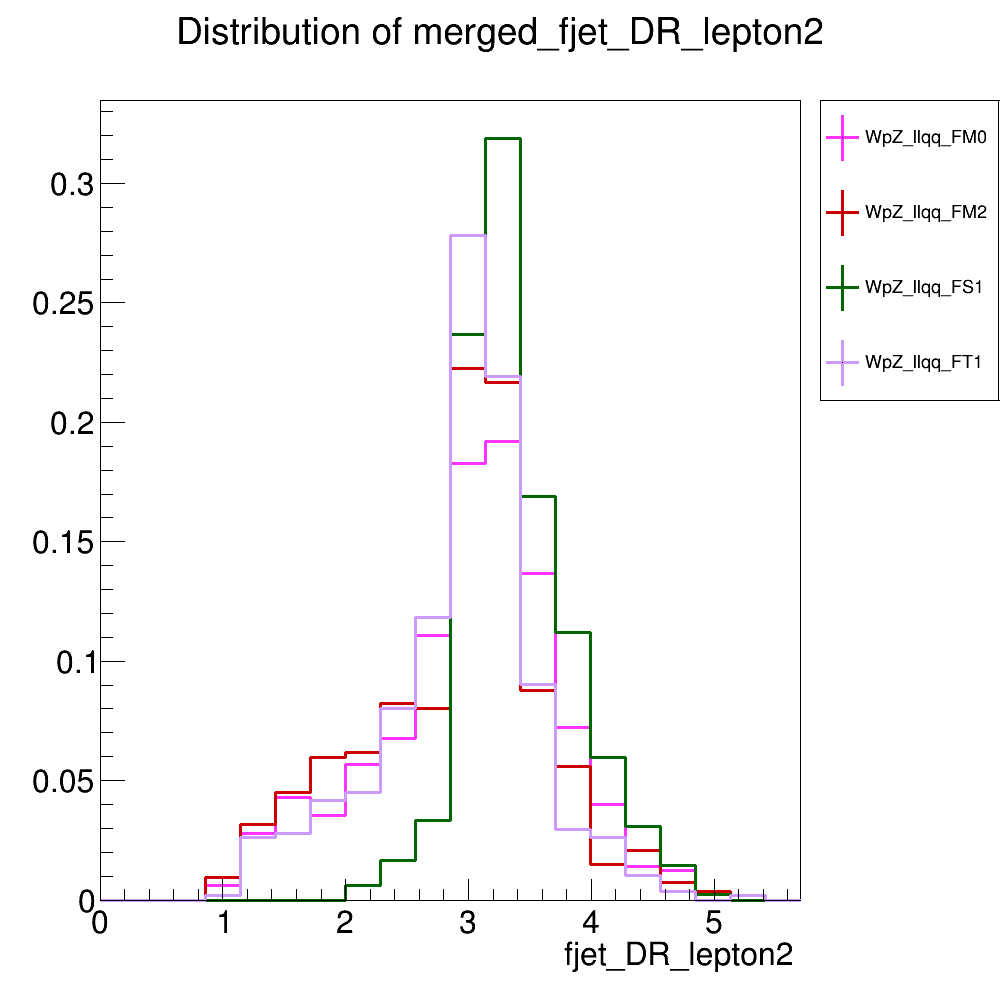 Distribution of merged_fjet_DR_lepton2
WpZ_llqq_FM0
WpZ_llqq_FM2
WpZ_llqq_FS1
WpZ_llqq_FT1
0.3
0.25
0.2
0.15
0.1
0.05
0
0 1 2 3 4 5
fjet_DR_lepton2